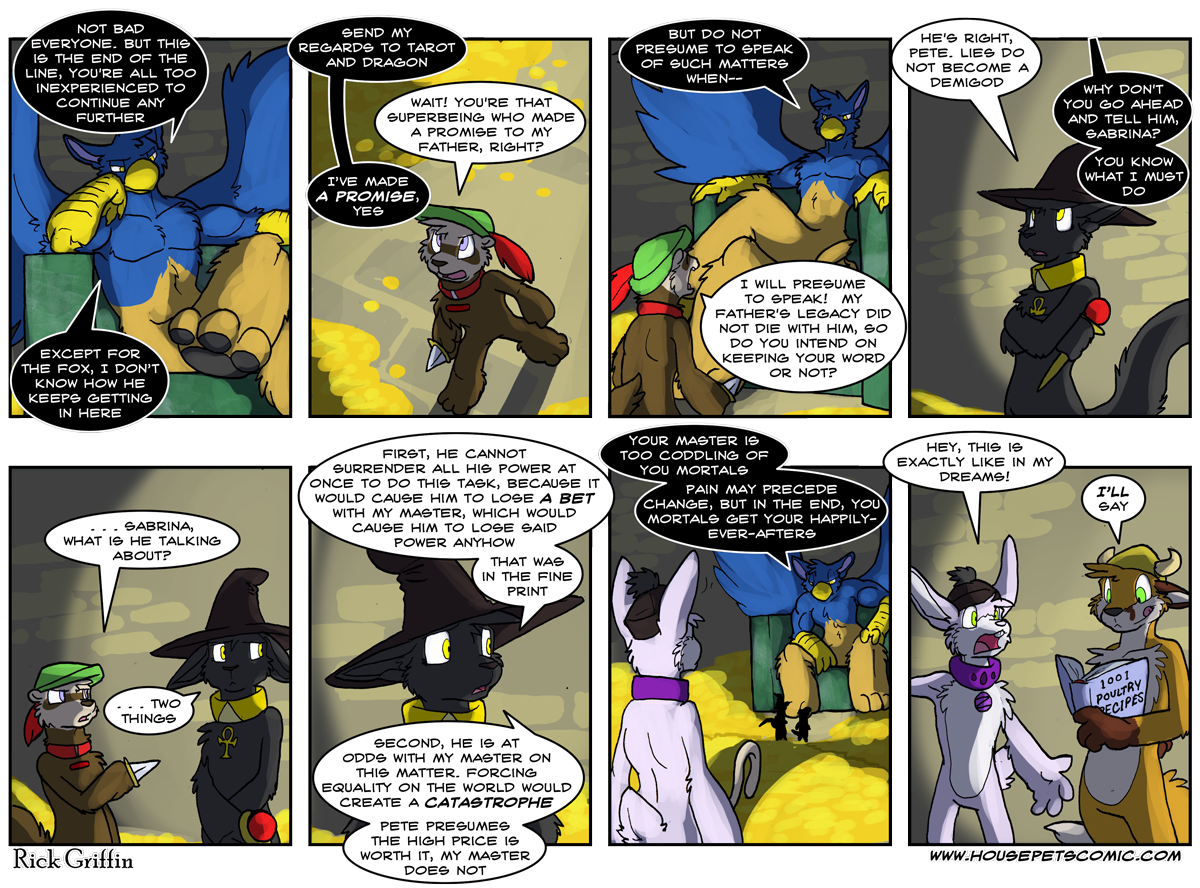 NOT BAD
EVERYONE. BUT THIS
IS THE END OF THE
LINE, YOU'RE ALL TOO
INEXPERIENCED TO
CONTINUE ANY
FURTHER
EXCEPT FOR
THE FOX, I DON'T
KNOW HOW HE
KEEPS GETTING
IN HERE
SEND MY
REGARDS TO TAROT
AND DRAGON
WAIT! YOU'RE THAT
SUPERBEING WHO MADE
A PROMISE TO MY
FATHER, RIGHT?
I'VE MADE
A PROMISE,
YES
BUT DO NOT
PRESUME TO SPEAK
OF SUCH MATTERS
WHEN--
I WILL PRESUME
TO SPEAK! MY
FATHER'S LEGACY DID
NOT DIE WITH HIM, SO
DO YOU INTEND ON
KEEPING YOUR WORD
OR NOT?
HE'S RIGHT,
PETE. LIES DO
NOT BECOME A
DEMIGOD
WHY DON'T
YOU GO AHEAD
AND TELL HIM,
SABRINA?
YOU KNOW
WHAT I MUST
DO
. . . SABRINA,
WHAT IS HE TALKING
ABOUT?
. . . TWO
THINGS
FIRST, HE CANNOT
SURRENDER ALL HIS POWER AT
ONCE TO DO THIS TASK, BECAUSE IT
WOULD CAUSE HIM TO LOSE A BET
WITH MY MASTER, WHICH WOULD
CAUSE HIM TO LOSE SAID
POWER ANYHOW
THAT WAS
IN THE FINE
PRINT
SECOND, HE IS AT
ODDS WITH MY MASTER ON
THIS MATTER. FORCING
EQUALITY ON THE WORLD WOULD
CREATE A CATASTROPHE
PETE PRESUMES
THE HIGH PRICE IS
WORTH IT, MY MASTER
DOES NOT
YOUR MASTER IS
TOO CODDLING OF
YOU MORTALS
PAIN MAY PRECEDE
CHANGE, BUT IN THE END, YOU
MORTALS GET YOUR HAPPILY-
EVER-AFTERS
HEY, THIS IS
EXACTLY LIKE IN MY
DREAMS!
I'LL
SAY
1001
POULTRY
RECIPES
Rick Griffin
WWW.HOUSEPETSCOMIC.COM